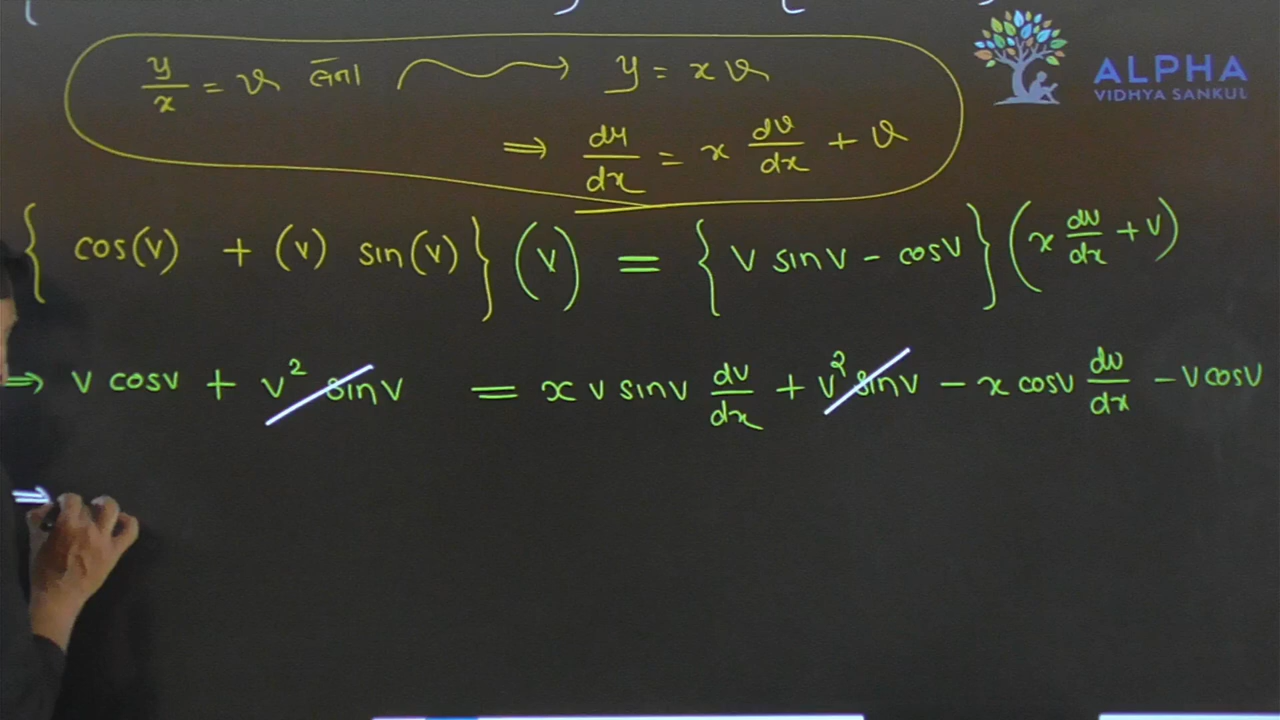 ALPHA
VIDHYA SANKUL
y/x = v लेना → y = xv
⇒ dy/dx = x dv/dx + v
{ cos(v) + (v) sin(v) } (v) = { v sinv - cosv } (x dv/dx + v)
⇒ v cosv + v² sinv = x v sinv dv/dx + v² sinv - x cosv dv/dx - v cosv
⇒